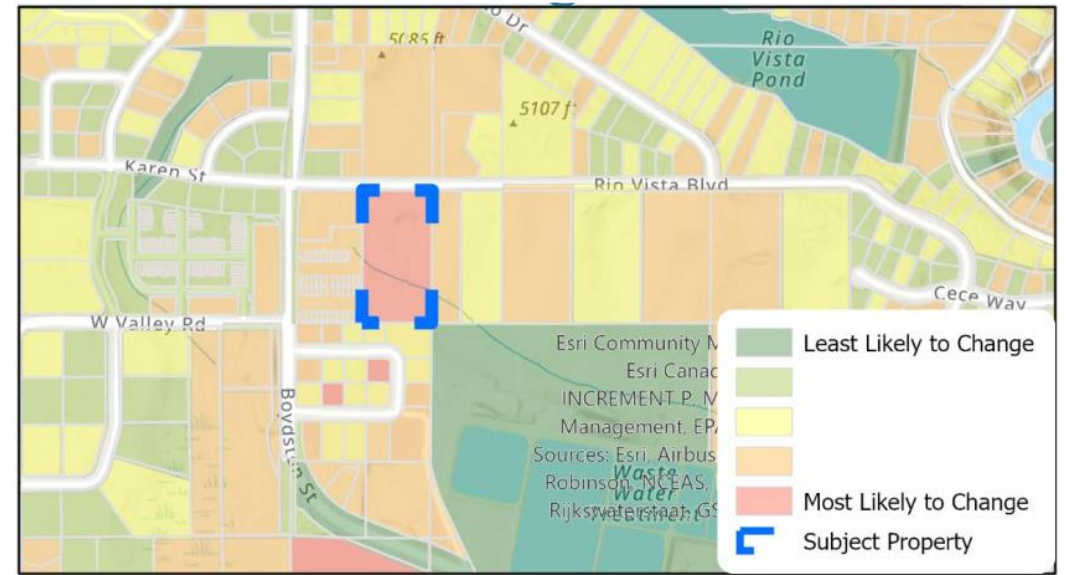 o Dr
5085 ft
Rio
Vista
Pond
5107 f
Karen St
Rio Vista Blvd
Cece Way
W Valley Rd
Boydston St
Esri Community M
Esri Canad
INCREMENT P, M
Management, EPA
Sources: Esri, Airbus
Robinson, NCEAS,
Rijkswaterstaat, GS
Waste
Water
Treatment
Least Likely to Change
Most Likely to Change
Subject Property